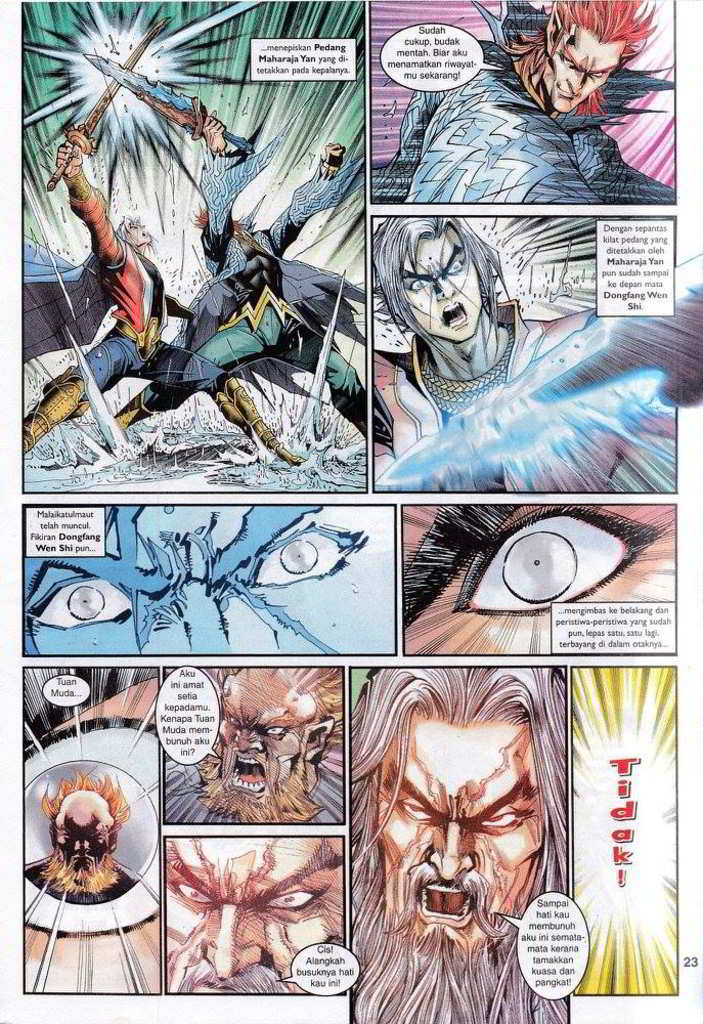 ...menepiskan Pedang
Maharaja Yan yang di-
tetakkan pada kepalanya.
Sudah
cukup, budak
mentah. Biar aku
menamatkan riwayat-
mu sekarang!
Dengan sepantas
kilat pedang yang
ditetakkan oleh
Maharaja Yan
pun sudah sampai
ke depan mata
Dongfang Wen
Shi.
Malaikatulmaut
telah muncul.
Fikiran Dongfang
Wen Shi pun...
...mengimbas ke belakang dan
peristiwa-peristiwa yang sudah
pun, lepas satu, satu lagi,
terbayang di dalam otaknya...
Tuan
Muda...
Aku
ini amat
setia
kepadamu.
Kenapa Tuan
Muda mem-
bunuh aku
ini?
Cis!
Alangkah
busuknya hati
kau ini!
Sampai
hati kau
membunuh
aku ini semata-
mata kerana
tamakkan
kuasa dan
pangkat!
Tidak!
23